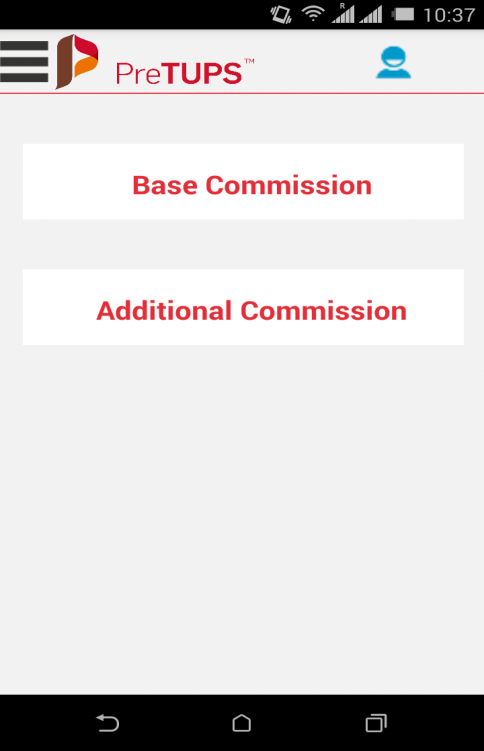 R
10:37
PreTUPS™
Base Commission
Additional Commission